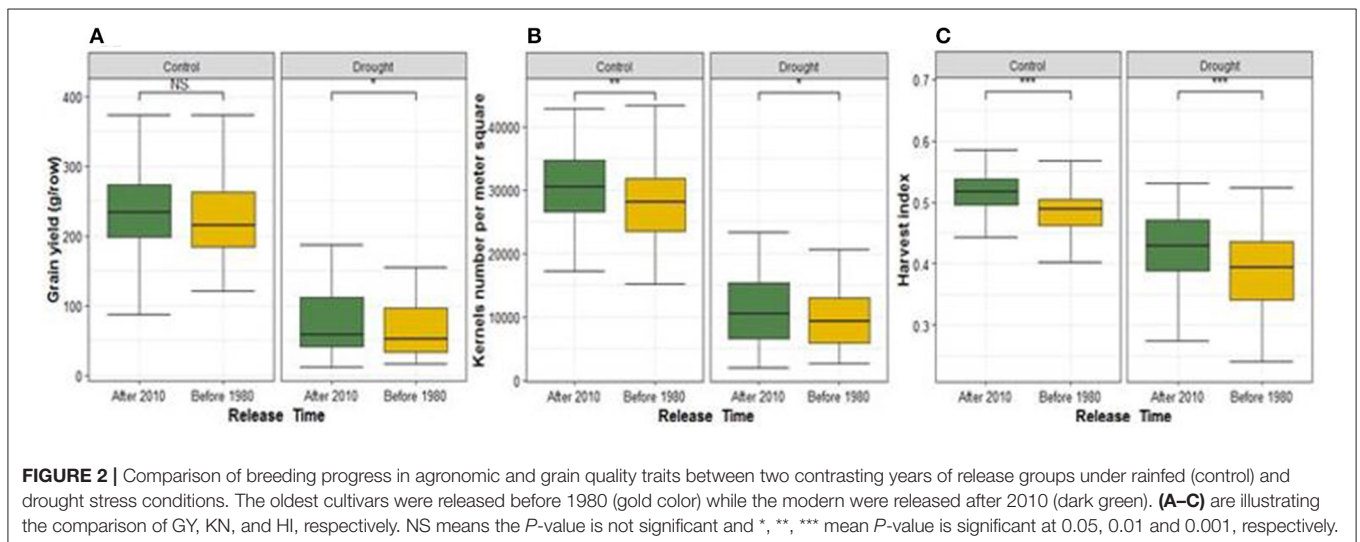 A
B
C
Control
Drought
NS.
*
400
300
200
100
0
Grain yield (g/row)
After 2010
Before 1980
After 2010
Before 1980
Release Time
Control
Drought
**
*
40000
30000
20000
10000
0
Kernels number per meter square
After 2010
Before 1980
After 2010
Before 1980
Release Time
Control
Drought
***
***
0.7
0.6
0.5
0.4
0.3
Harvest index
After 2010
Before 1980
After 2010
Before 1980
Release Time
FIGURE 2 | Comparison of breeding progress in agronomic and grain quality traits between two contrasting years of release groups under rainfed (control) and
drought stress conditions. The oldest cultivars were released before 1980 (gold color) while the modern were released after 2010 (dark green). (A–C) are illustrating
the comparison of GY, KN, and HI, respectively. NS means the P-value is not significant and *, **, *** mean P-value is significant at 0.05, 0.01 and 0.001, respectively.